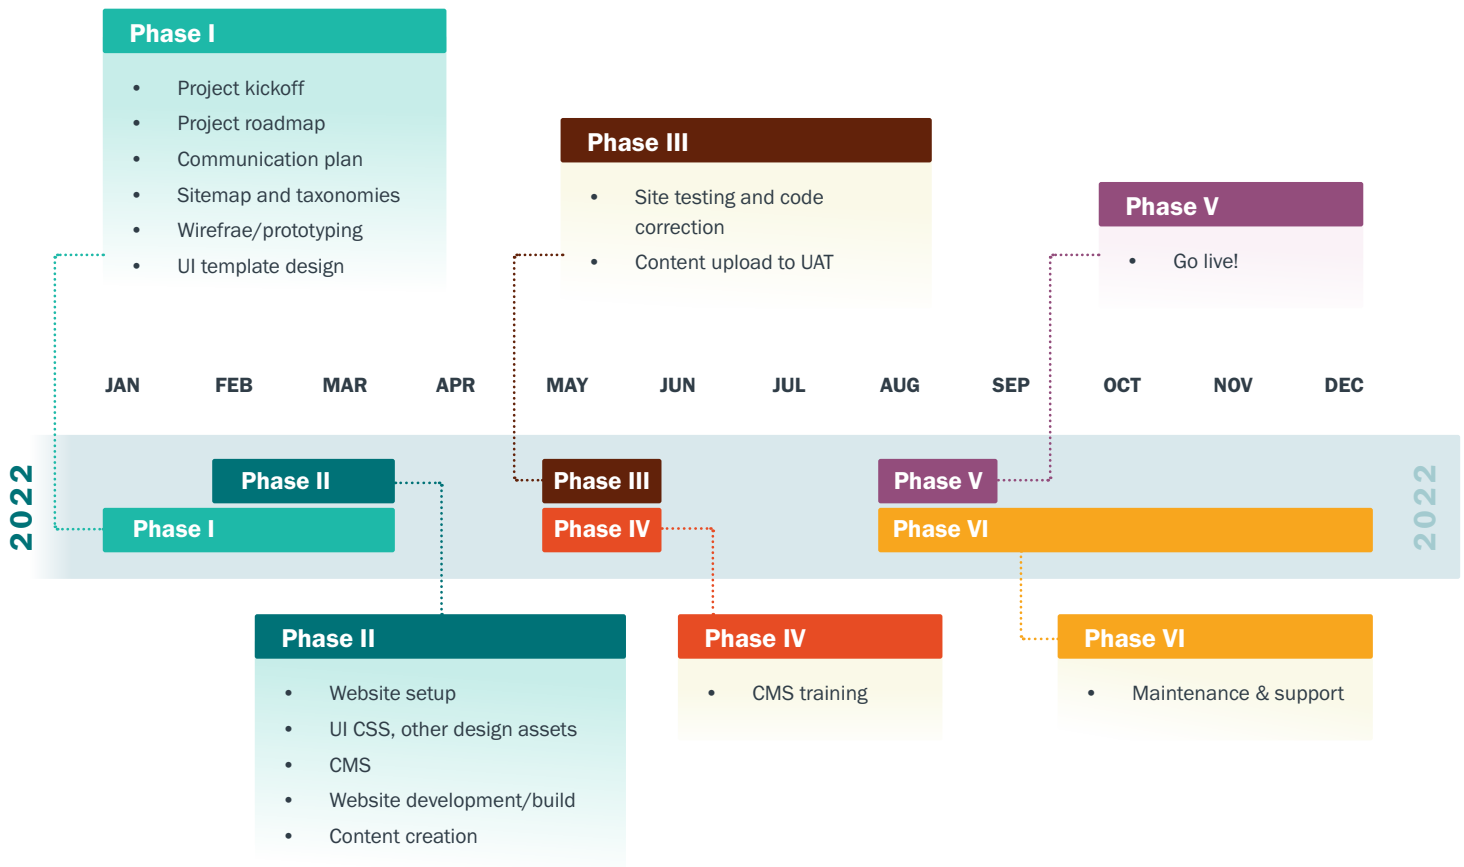 Phase I
• Project kickoff
• Project roadmap
• Communication plan
• Sitemap and taxonomies
• Wirefrae/prototyping
• UI template design
Phase III
• Site testing and code
correction
• Content upload to UAT
Phase V
• Go live!
JAN FEB MAR APR MAY JUN JUL AUG SEP OCT NOV DEC
2022
Phase II
Phase III
Phase V
Phase I
Phase IV
Phase VI
2022
Phase II
• Website setup
• UI CSS, other design assets
• CMS
• Website development/build
• Content creation
Phase IV
• CMS training
Phase VI
• Maintenance & support